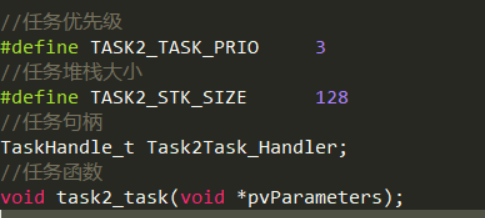 //任务优先级
#define TASK2_TASK_PRIO     3
//任务堆栈大小
#define TASK2_STK_SIZE      128
//任务句柄
TaskHandle_t Task2Task_Handler;
//任务函数
void task2_task(void *pvParameters);